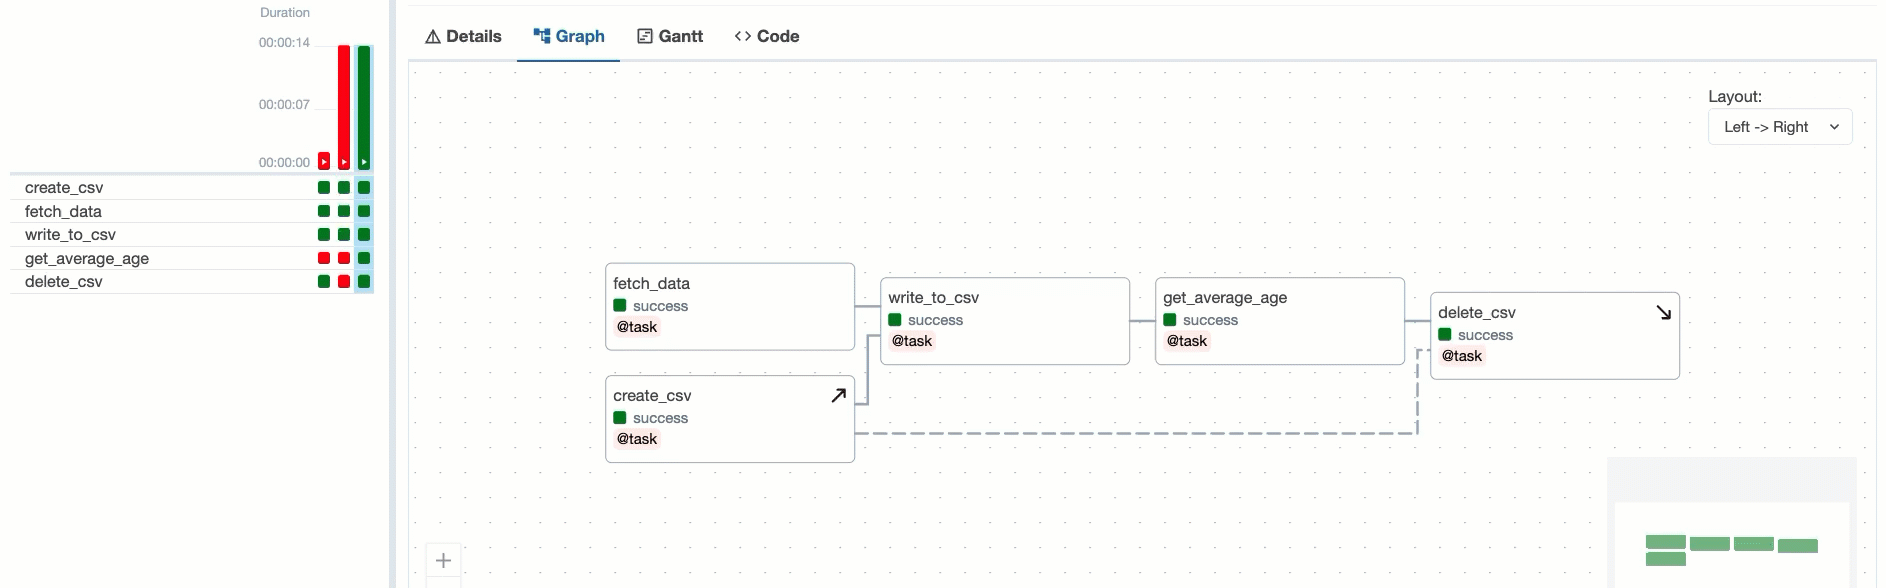 Duration
00:00:14
00:00:07
00:00:00
create_csv
fetch_data
write_to_csv
get_average_age
delete_csv
Details
Graph
Gantt
Code
Layout:
Left -> Right
fetch_data
success
@task
create_csv
success
@task
write_to_csv
success
@task
get_average_age
success
@task
delete_csv
success
@task